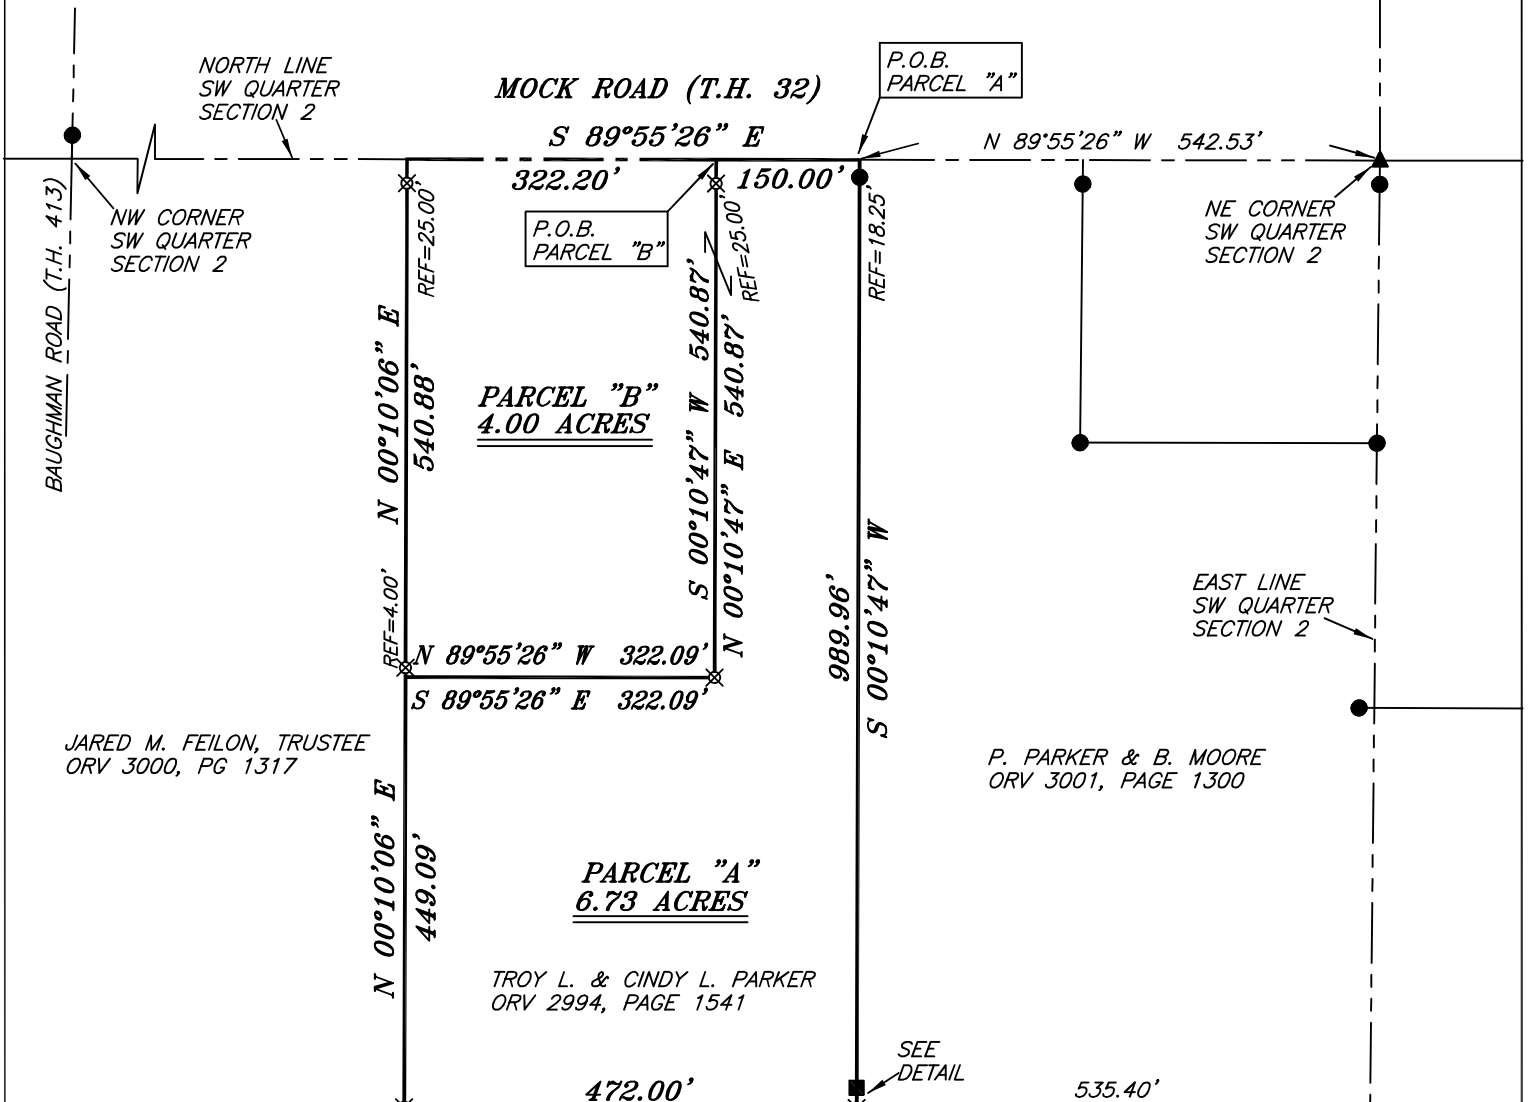 NORTH LINE
SW QUARTER
SECTION 2
MOCK ROAD (T.H. 32)
P.O.B.
PARCEL "A"
S 89°55'26" E
N 89°55'26" W 542.53'
322.20'
150.00'
NW CORNER
SW QUARTER
SECTION 2
BAUGHMAN ROAD (T.H. 413)
P.O.B.
PARCEL "B"
REF=25.00'
REF=25.00'
REF=18.25'
NE CORNER
SW QUARTER
SECTION 2
N 00°10'06" E
540.88'
PARCEL "B"
4.00 ACRES
S 00°10'47" W 540.87'
N 00°10'47" E 540.87'
989.96'
S 00°10'47" W
EAST LINE
SW QUARTER
SECTION 2
REF=4.00'
N 89°55'26" W 322.09'
S 89°55'26" E 322.09'
JARED M. FEILON, TRUSTEE
ORV 3000, PG 1317
P. PARKER & B. MOORE
ORV 3001, PAGE 1300
N 00°10'06" E
449.09'
PARCEL "A"
6.73 ACRES
TROY L. & CINDY L. PARKER
ORV 2994, PAGE 1541
SEE
DETAIL
472.00'
535.40'